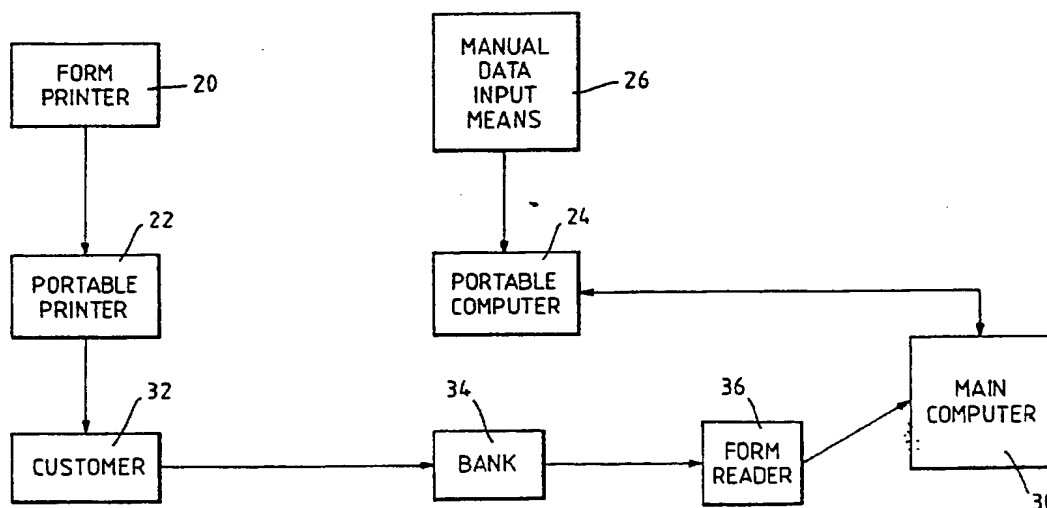 FORM
PRINTER
20
MANUAL
DATA
INPUT
MEANS
26
22
PORTABLE
PRINTER
24
PORTABLE
COMPUTER
32
CUSTOMER
34
BANK
36
FORM
READER
MAIN
COMPUTER